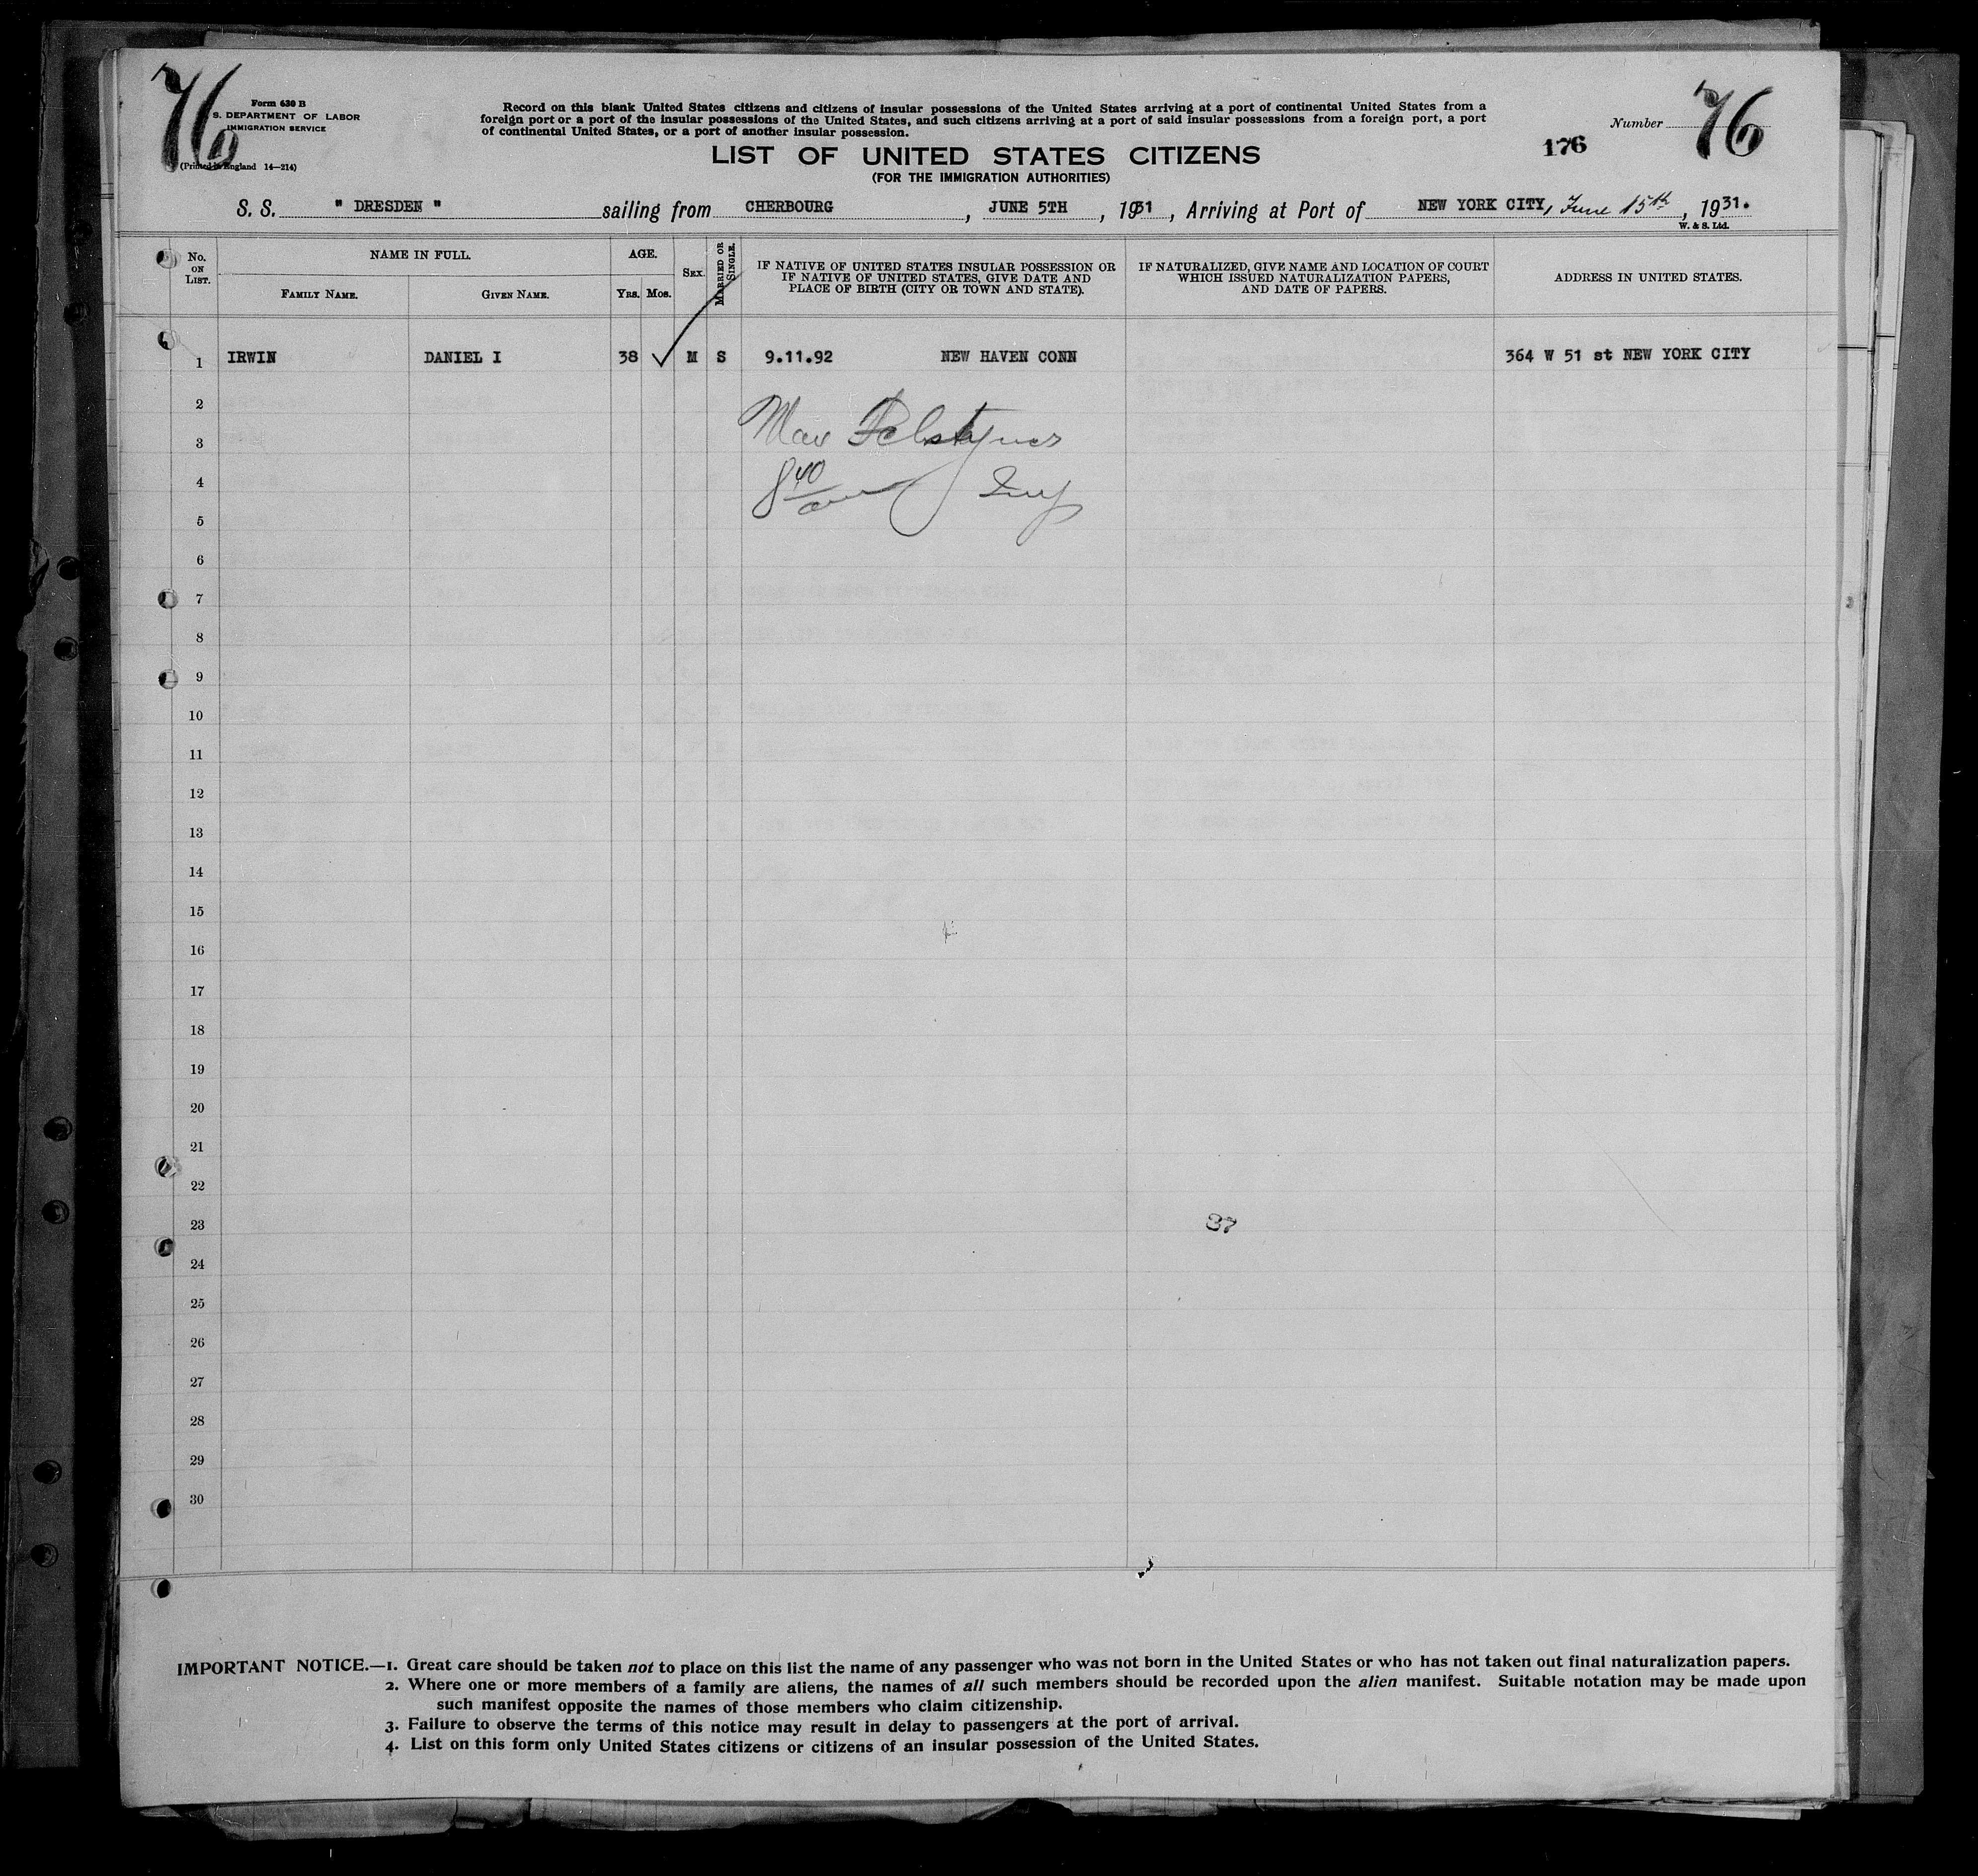 76
Form 630 B
S. DEPARTMENT OF LABOR
IMMIGRATION SERVICE
(Printed in England 14—214)
Record on this blank United States citizens and citizens of insular possessions of the United States arriving at a port of continental United States from a
foreign port or a port of the insular possessions of the United States, and such citizens arriving at a port of said insular possessions from a foreign port, a port
of continental United States, or a port of another insular possession.
LIST OF UNITED STATES CITIZENS
(FOR THE IMMIGRATION AUTHORITIES)
176
Number 76
S. S. " DRESDEN " sailing from CHERBOURG, JUNE 5TH, 1931, Arriving at Port of NEW YORK CITY, June 15th, 1931.
W. & S. Ltd.
No. ON LIST.
NAME IN FULL.
FAMILY NAME.
GIVEN NAME.
AGE.
YRS. MOS.
SEX.
MARRIED OR SINGLE.
IF NATIVE OF UNITED STATES INSULAR POSSESSION OR
IF NATIVE OF UNITED STATES, GIVE DATE AND
PLACE OF BIRTH (CITY OR TOWN AND STATE).
IF NATURALIZED, GIVE NAME AND LOCATION OF COURT
WHICH ISSUED NATURALIZATION PAPERS,
AND DATE OF PAPERS.
ADDRESS IN UNITED STATES.
1 IRWIN DANIEL I 38 M S 9.11.92 NEW HAVEN CONN 364 W 51 st NEW YORK CITY
2
3
4 8 40
5
6
7
8
9
10
11
12
13
14
15
16
17
18
19
20
21
22
23 37
24
25
26
27
28
29
30
IMPORTANT NOTICE.—1. Great care should be taken not to place on this list the name of any passenger who was not born in the United States or who has not taken out final naturalization papers.
2. Where one or more members of a family are aliens, the names of all such members should be recorded upon the alien manifest. Suitable notation may be made upon
such manifest opposite the names of those members who claim citizenship.
3. Failure to observe the terms of this notice may result in delay to passengers at the port of arrival.
4. List on this form only United States citizens or citizens of an insular possession of the United States.